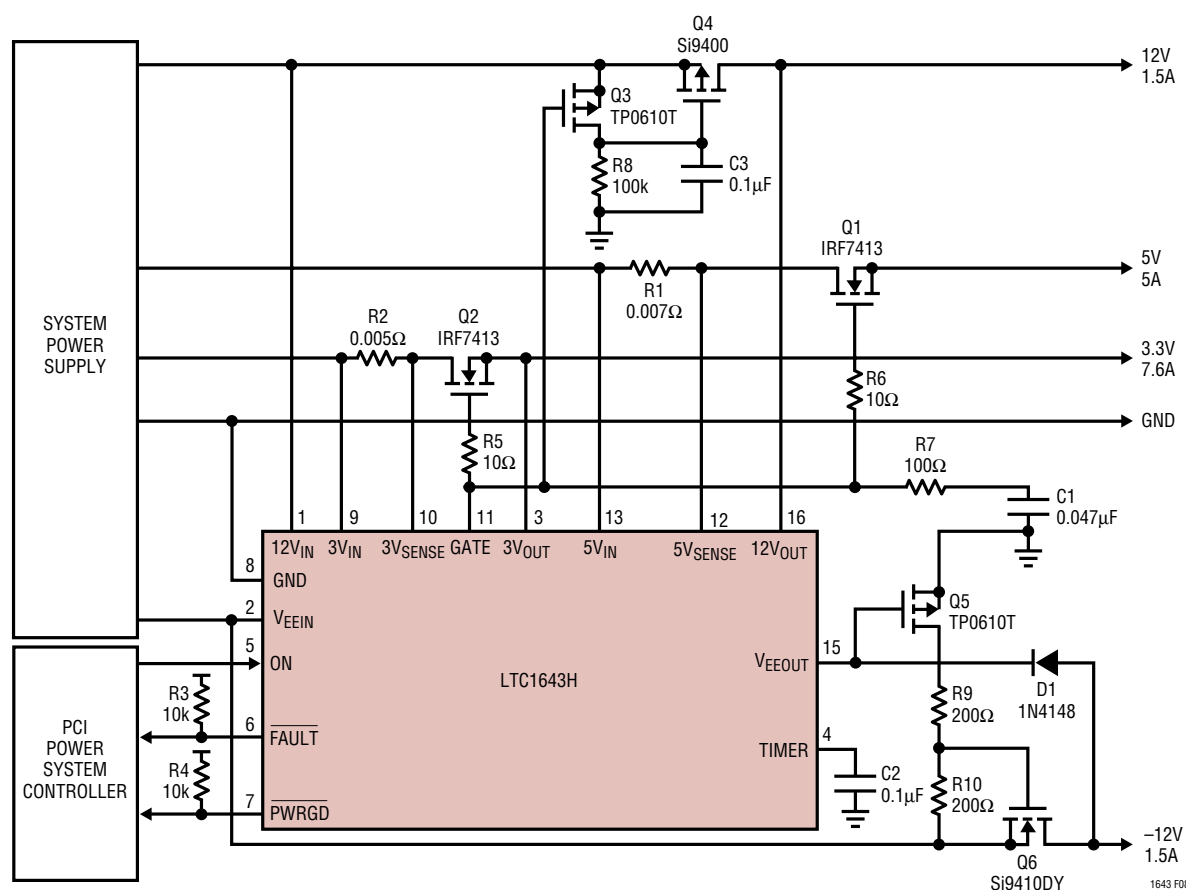 Q4
Si9400
12V
1.5A
Q3
TP0610T
R8
100k
C3
0.1µF
Q1
IRF7413
5V
5A
R1
0.007Ω
SYSTEM
POWER
SUPPLY
R2
0.005Ω
Q2
IRF7413
3.3V
7.6A
R6
10Ω
GND
R5
10Ω
R7
100Ω
C1
0.047µF
1
9
10
11
3
13
12
16
12VIN
3VIN
3VSENSE
GATE
3VOUT
5VIN
5VSENSE
12VOUT
8
GND
2
VEEIN
5
ON
Q5
TP0610T
15
VEEOUT
LTC1643H
D1
1N4148
R3
10k
6
FAULT
R9
200Ω
PCI
POWER
SYSTEM
CONTROLLER
4
TIMER
R4
10k
C2
0.1µF
R10
200Ω
7
PWRGD
–12V
1.5A
Q6
Si9410DY